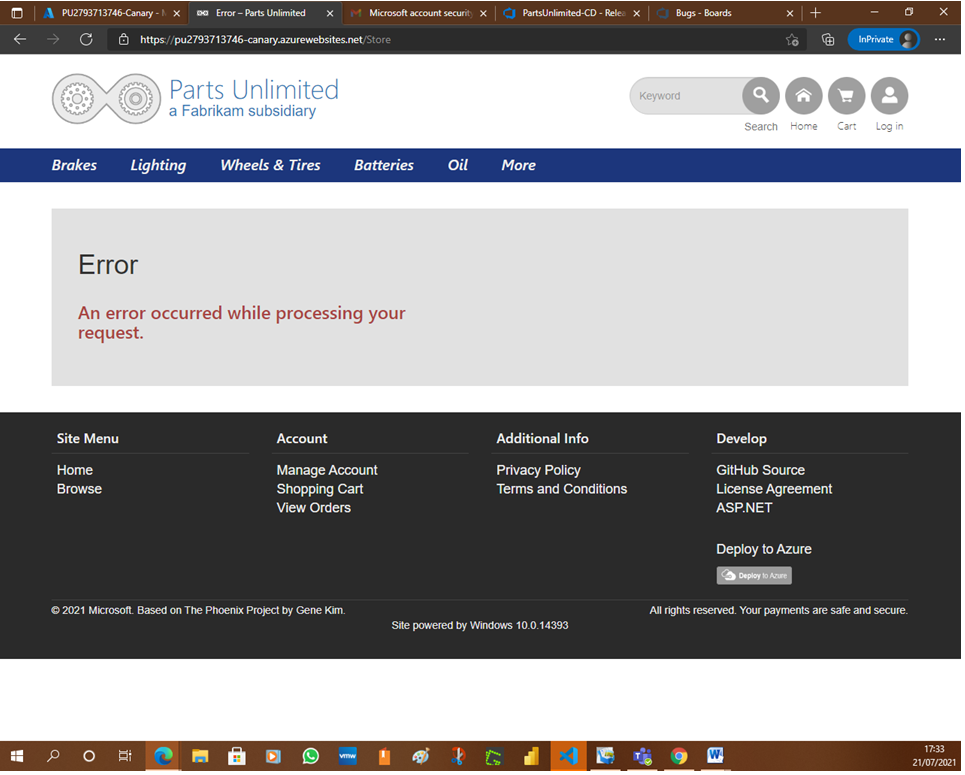 PU2793713746-Canary -
Error – Parts Unlimited
Microsoft account security
PartsUnlimited-CD - Relea
Bugs - Boards
https://pu2793713746-canary.azurewebsites.net/Store
InPrivate
Parts Unlimited
a Fabrikam subsidiary
Keyword
Search
Home
Cart
Log in
Brakes
Lighting
Wheels & Tires
Batteries
Oil
More
Error
An error occurred while processing your
request.
Site Menu
Home
Browse
Account
Manage Account
Shopping Cart
View Orders
Additional Info
Privacy Policy
Terms and Conditions
Develop
GitHub Source
License Agreement
ASP.NET
Deploy to Azure
Deploy to Azure
© 2021 Microsoft. Based on The Phoenix Project by Gene Kim.
All rights reserved. Your payments are safe and secure.
Site powered by Windows 10.0.14393
vmw
17:33
21/07/2021